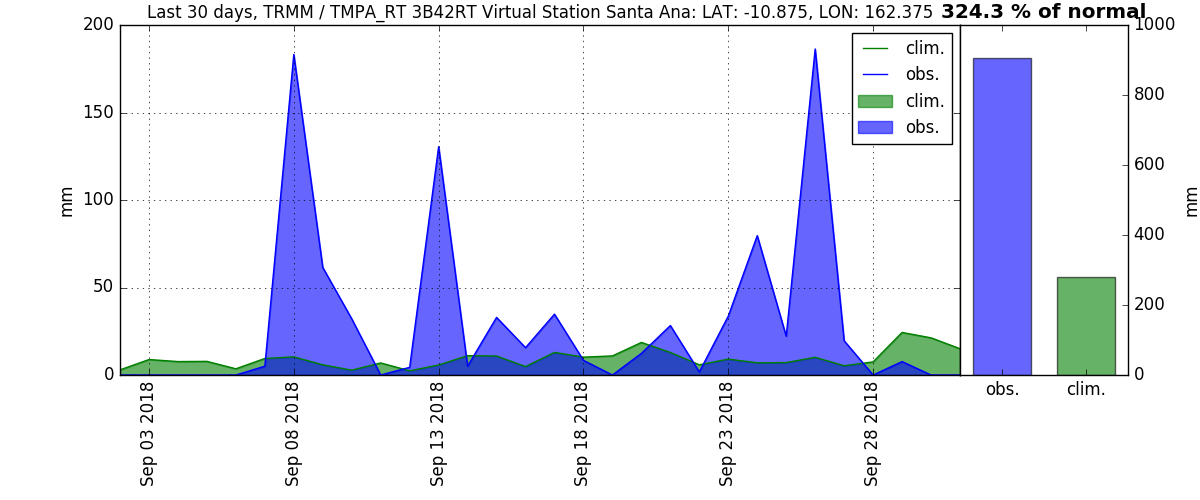 Last 30 days, TRMM / TMPA_RT 3B42RT Virtual Station Santa Ana: LAT: -10.875, LON: 162.375 324.3 % of normal
200
150
100
50
0
mm
clim.
obs.
clim.
obs.
1000
800
600
400
200
0
mm
obs.
clim.
Sep 03 2018
Sep 08 2018
Sep 13 2018
Sep 18 2018
Sep 23 2018
Sep 28 2018